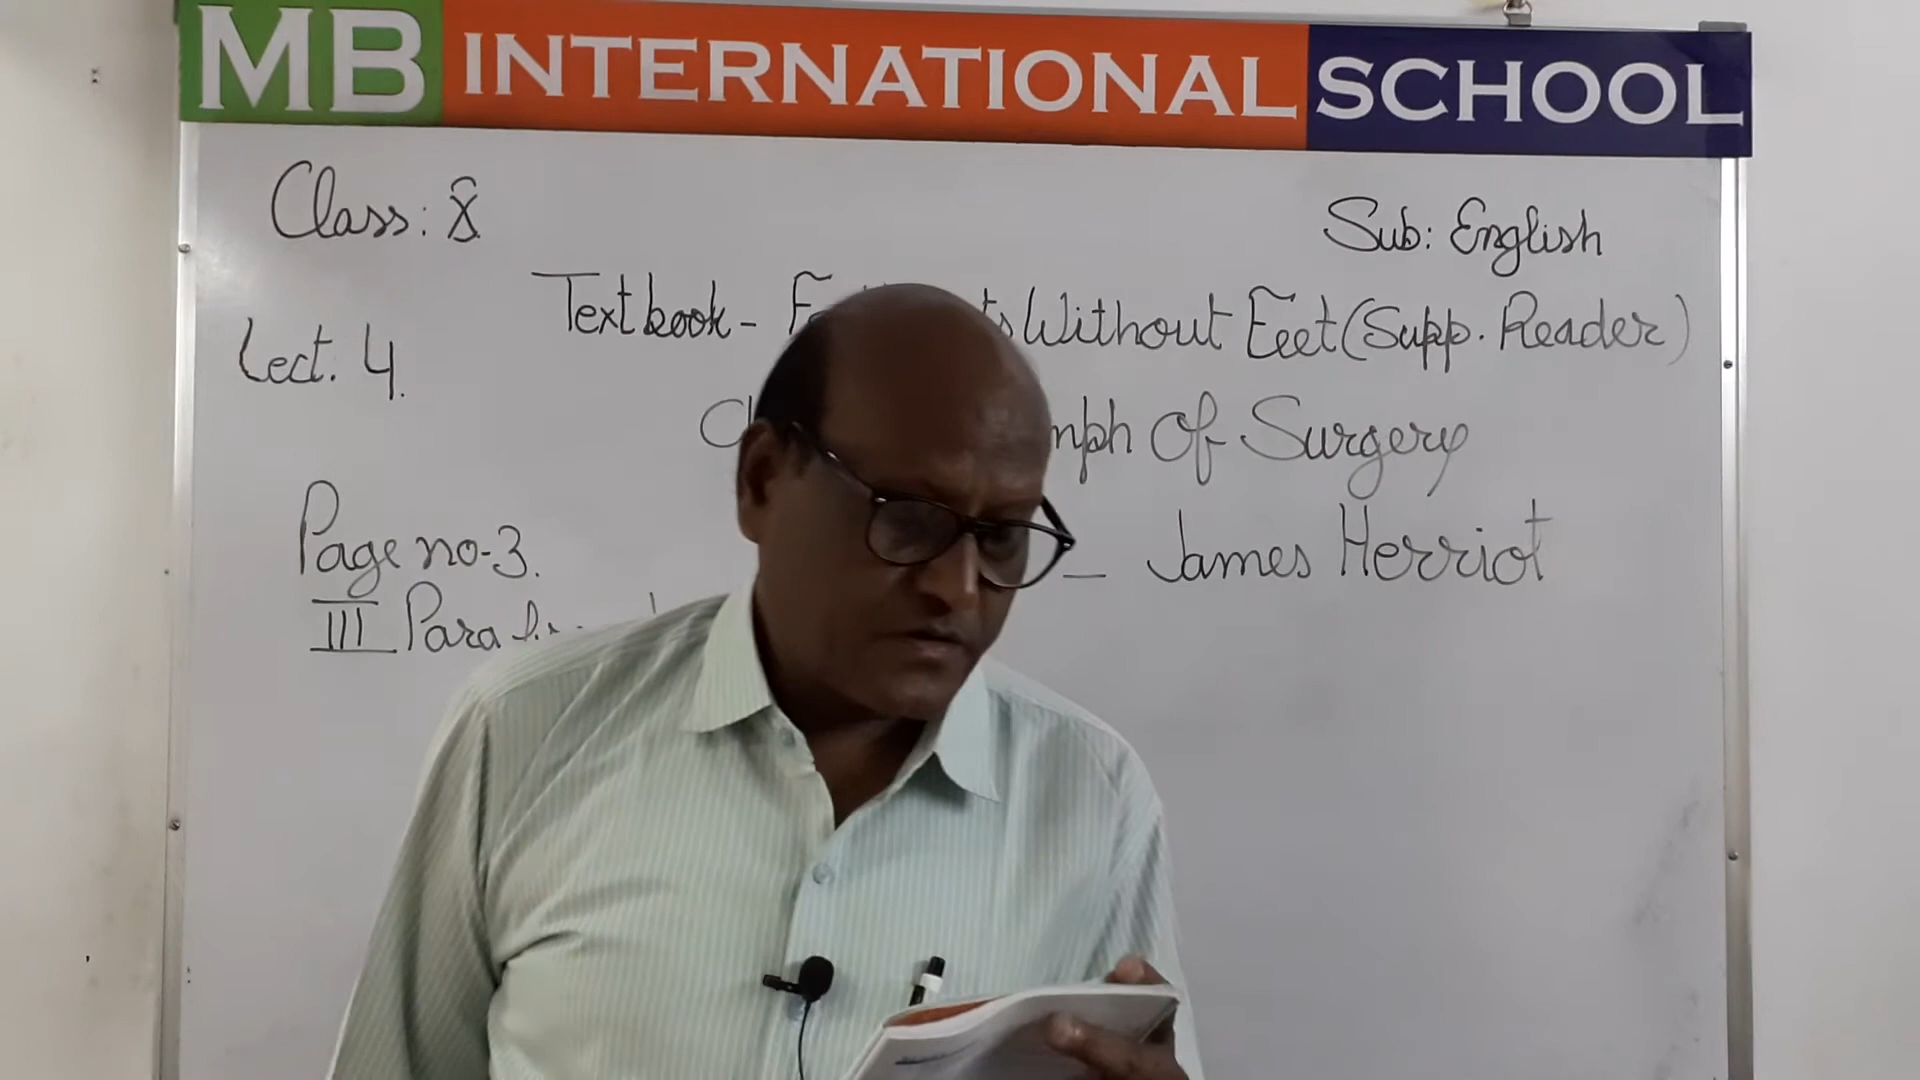 MB INTERNATIONAL SCHOOL
Class: X
Sub: English
Textbook - Without Feet (Supp. Reader)
Lect. 4.
Of Surgery
Page no-3.
- James Herriot
III Para